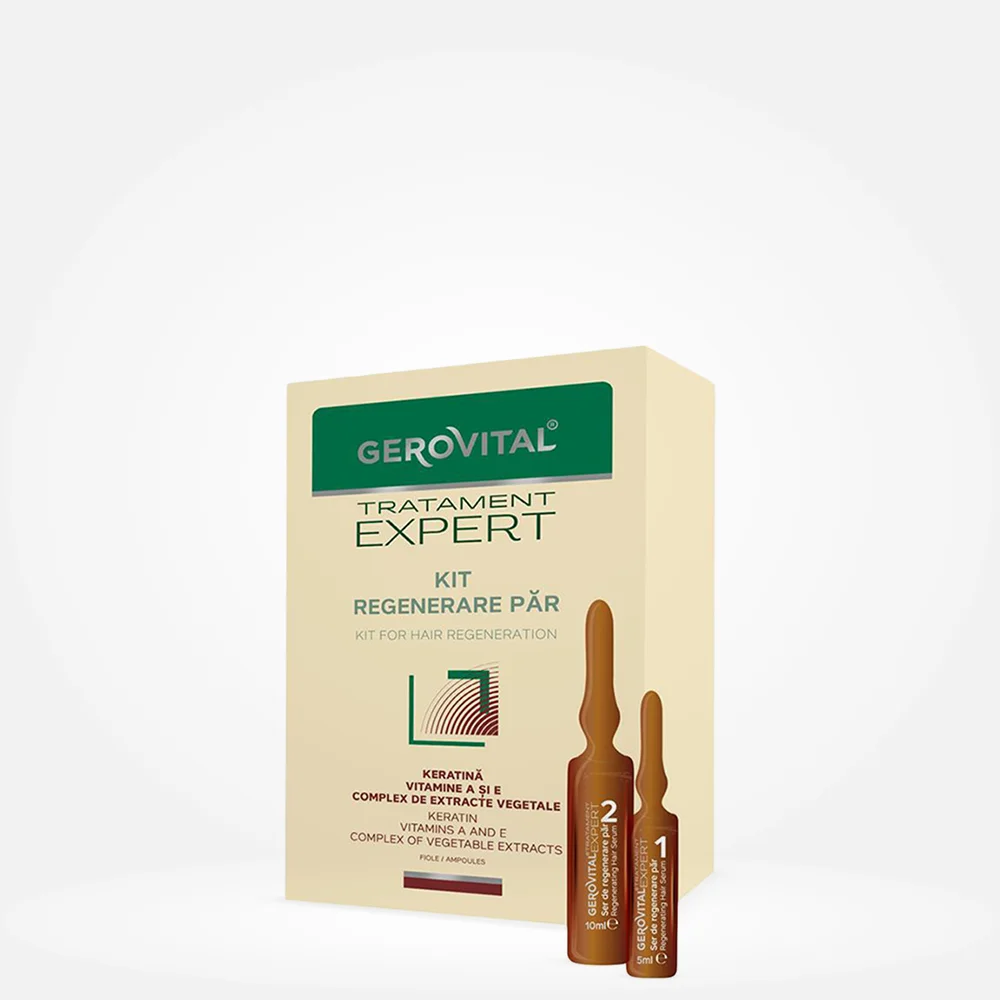 GEROVITAL®
TRATAMENT
EXPERT
KIT
REGENERARE PĂR
KIT FOR HAIR REGENERATION
KERATINĂ
VITAMINE A ȘI E
COMPLEX DE EXTRACTE VEGETALE
KERATIN
VITAMINS A AND E
COMPLEX OF VEGETABLE EXTRACTS
FIOLE / AMPOULES
TRATAMENT
GEROVITAL EXPERT
Ser de regenerare păr
Regenerating Hair Serum
2
10ml e
TRATAMENT
GEROVITAL EXPERT
Ser de regenerare păr
Regenerating Hair Serum
1
5ml e